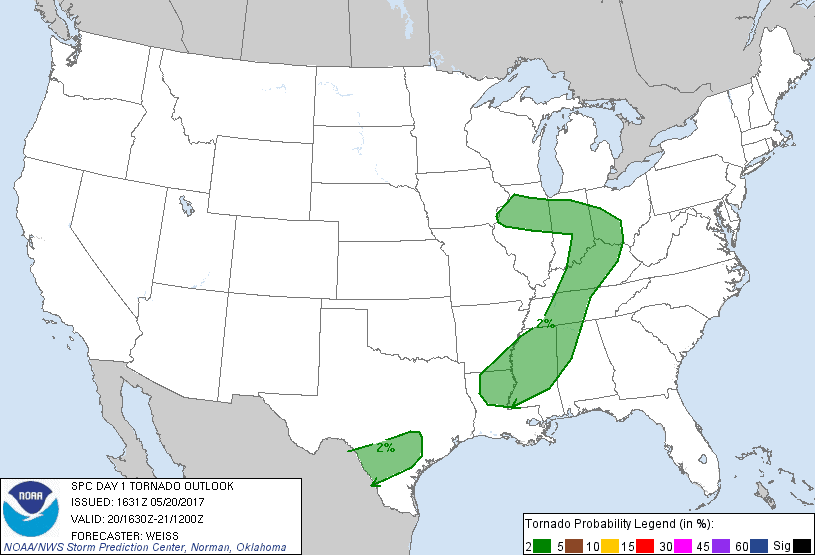 2%
2%
SPC DAY 1 TORNADO OUTLOOK
ISSUED: 1631Z 05/20/2017
VALID: 20/1630Z-21/1200Z
FORECASTER: WEISS
NOAA/NWS Storm Prediction Center, Norman, Oklahoma
NOAA
Tornado Probability Legend (in %):
2 5 10 15 30 45 60 Sig